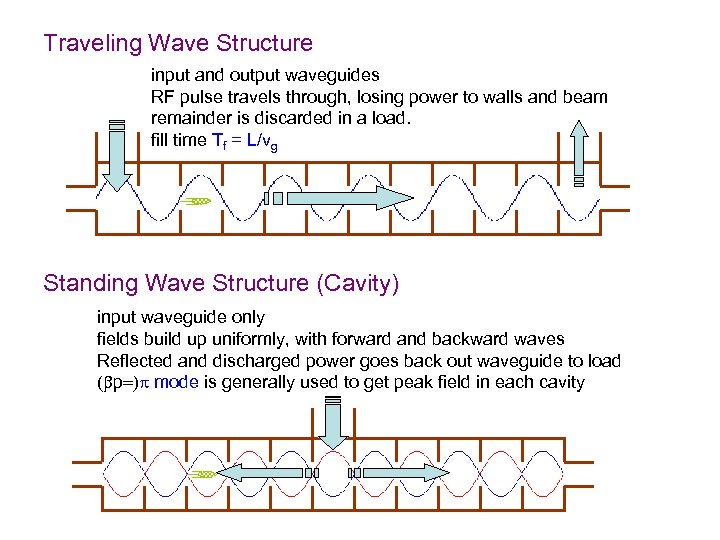 Traveling Wave Structure
input and output waveguides
RF pulse travels through, losing power to walls and beam
remainder is discarded in a load.
fill time Tf = L/vg
Standing Wave Structure (Cavity)
input waveguide only
fields build up uniformly, with forward and backward waves
Reflected and discharged power goes back out waveguide to load
(βp=)π mode is generally used to get peak field in each cavity